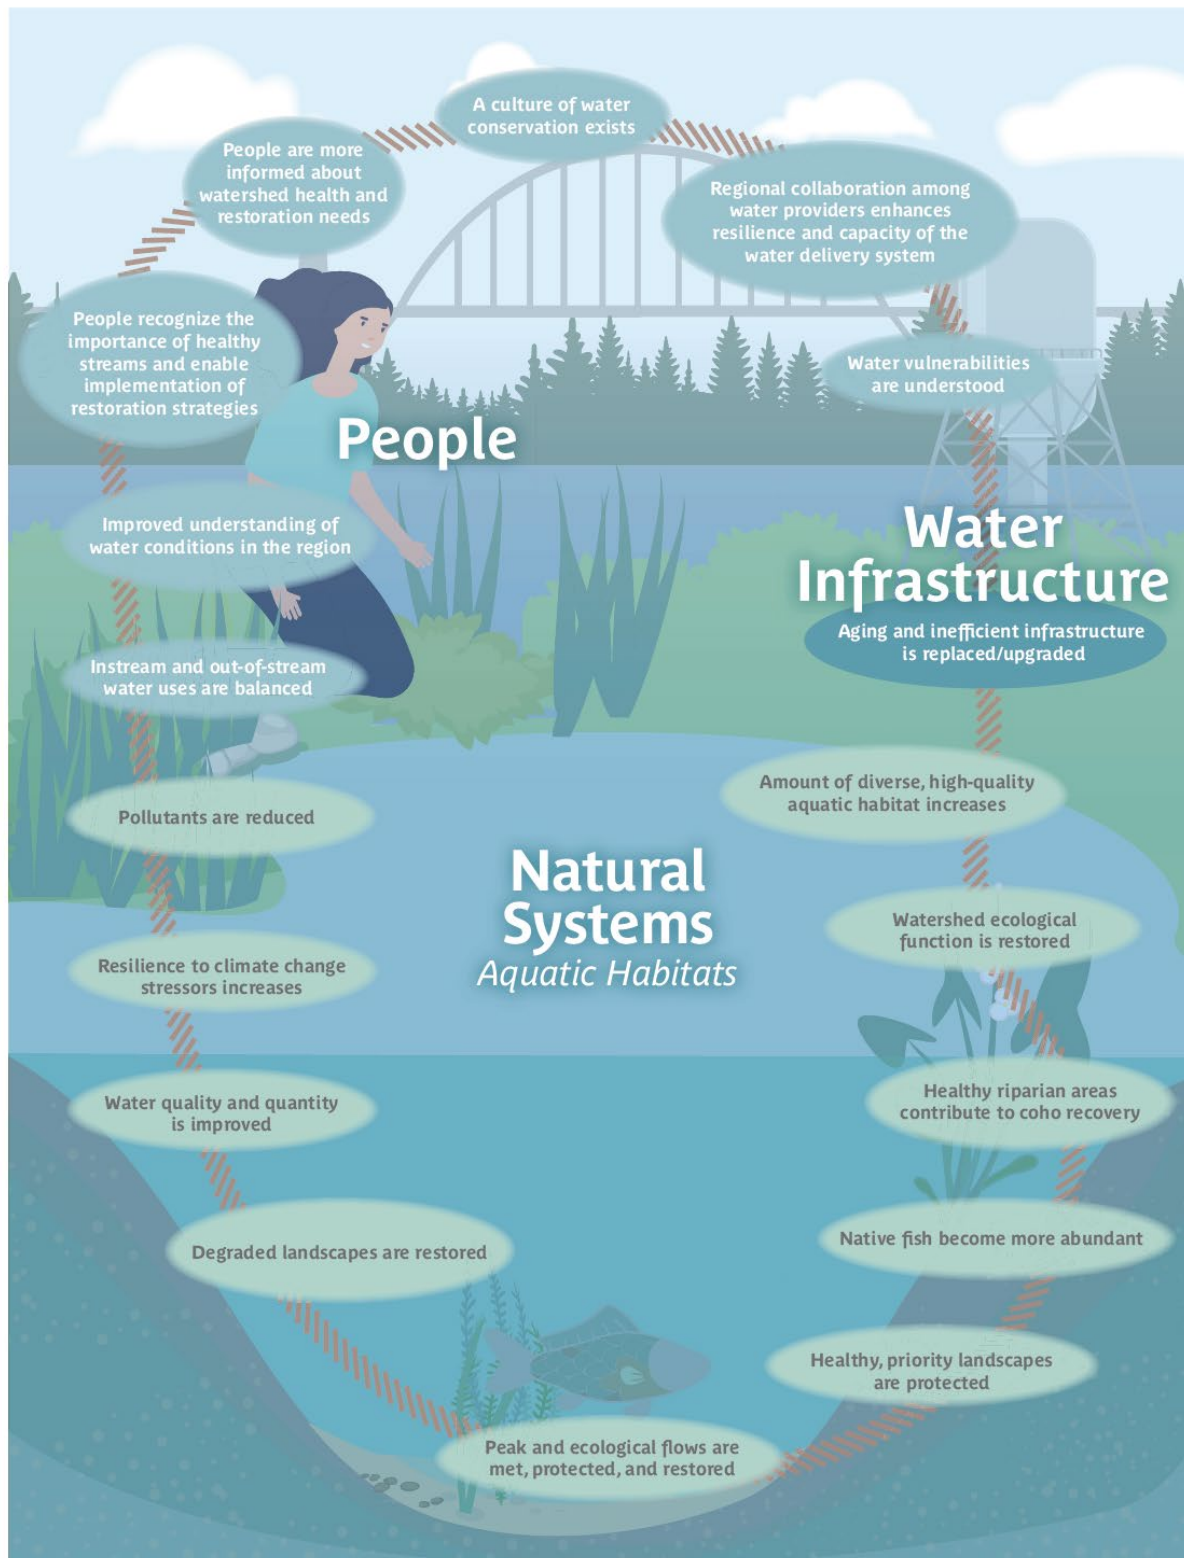 A culture of water
conservation exists
People are more
informed about
watershed health and
restoration needs
Regional collaboration among
water providers enhances
resilience and capacity of the
water delivery system
People recognize the
importance of healthy
streams and enable
implementation of
restoration strategies
Water vulnerabilities
are understood
People
Improved understanding of
water conditions in the region
Water
Infrastructure
Aging and inefficient infrastructure
is replaced/upgraded
Instream and out-of-stream
water uses are balanced
Amount of diverse, high-quality
aquatic habitat increases
Pollutants are reduced
Natural
Systems
Aquatic Habitats
Watershed ecological
function is restored
Resilience to climate change
stressors increases
Healthy riparian areas
contribute to coho recovery
Water quality and quantity
is improved
Native fish become more abundant
Degraded landscapes are restored
Healthy, priority landscapes
are protected
Peak and ecological flows are
met, protected, and restored